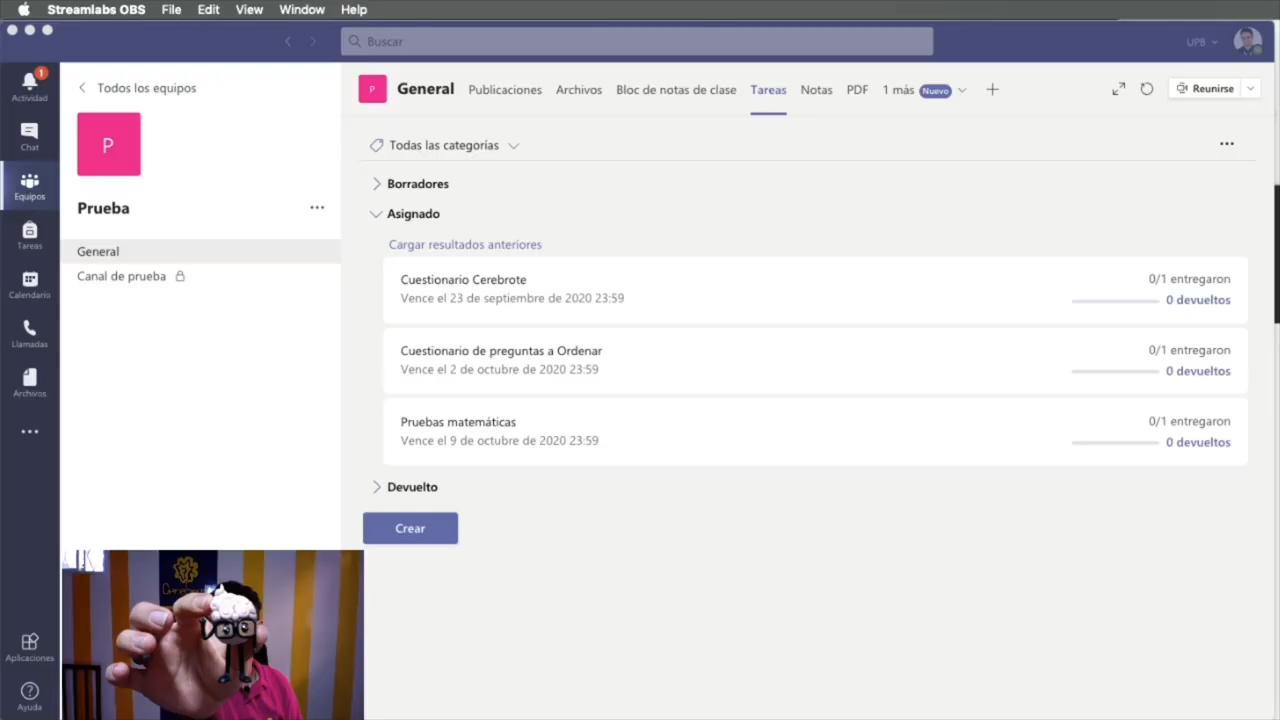 Streamlabs OBS File Edit View Window Help
Buscar
UPB
1
Actividad
Chat
Equipos
Tareas
Calendario
Llamadas
Archivos
Aplicaciones
Ayuda
Todos los equipos
P
Prueba
General
Canal de prueba
P General Publicaciones Archivos Bloc de notas de clase Tareas Notas PDF 1 más Nuevo
Reunirse
Todas las categorías
Borradores
Asignado
Cargar resultados anteriores
Cuestionario Cerebrote 0/1 entregaron
Vence el 23 de septiembre de 2020 23:59 0 devueltos
Cuestionario de preguntas a Ordenar 0/1 entregaron
Vence el 2 de octubre de 2020 23:59 0 devueltos
Pruebas matemáticas 0/1 entregaron
Vence el 9 de octubre de 2020 23:59 0 devueltos
Devuelto
Crear